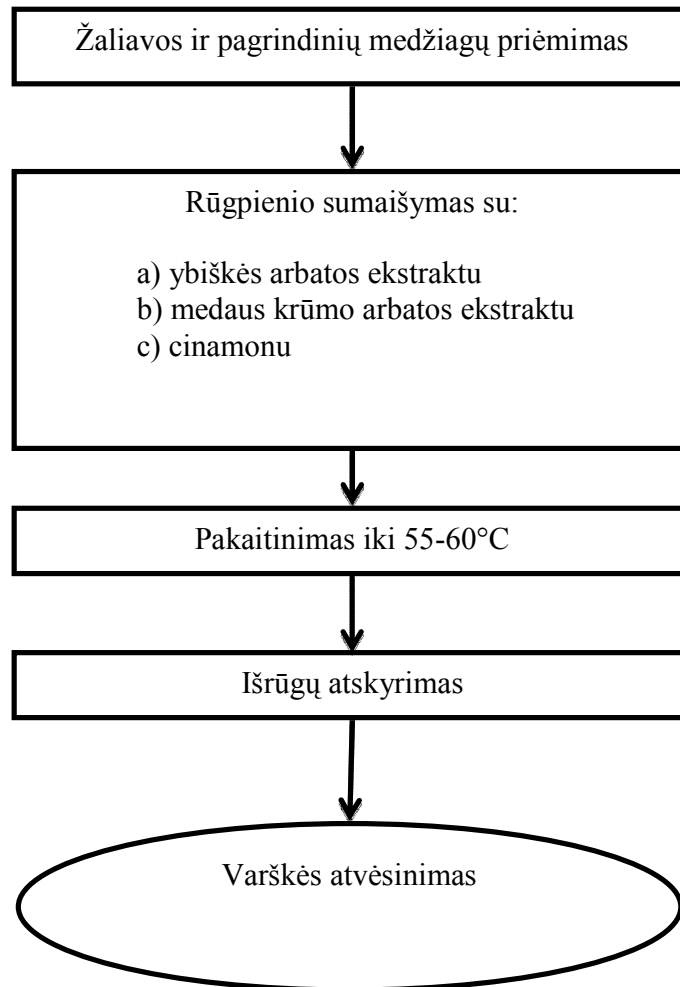 Žaliavos ir pagrindinių medžiagų priėmimas
Rūgpienio sumaišymas su:
a) ybiškės arbatos ekstraktu
b) medaus krūmo arbatos ekstraktu
c) cinamonu
Pakaitinimas iki 55-60°C
Išrūgų atskyrimas
Varškės atvėsinimas